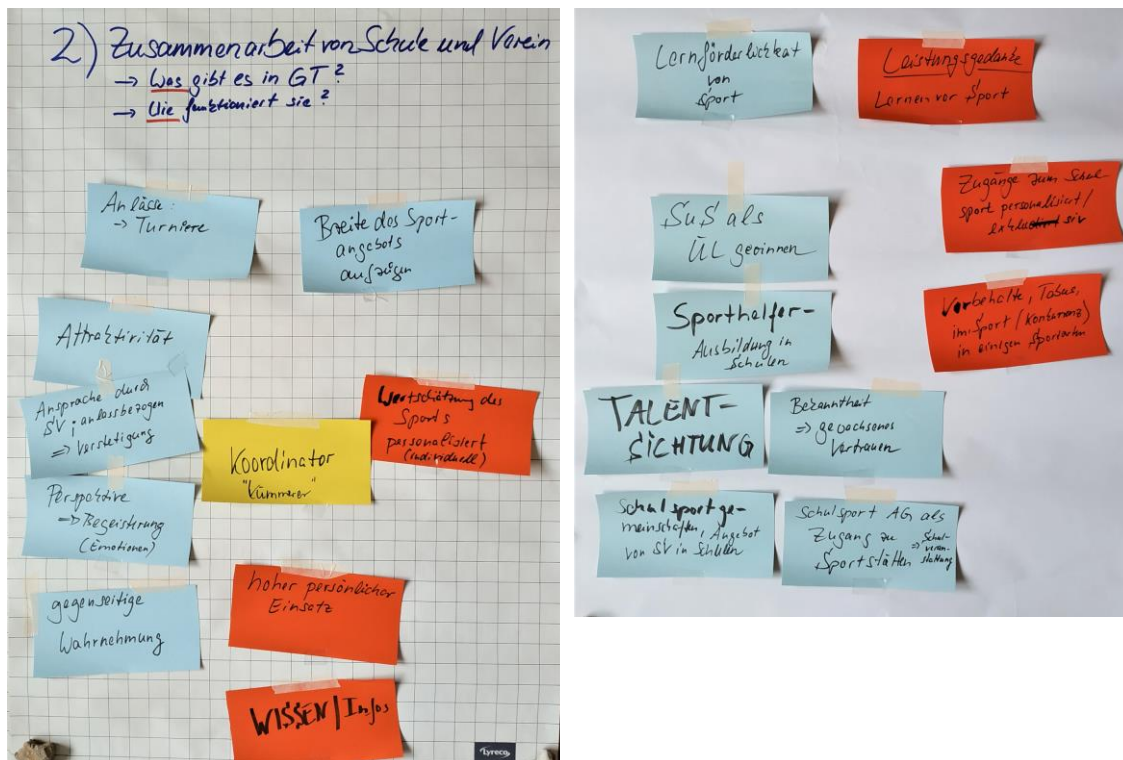 2) Zusammenarbeit von Schule und Verein
→ Was gibt es in GT?
→ Wie funktioniert sie?
Anlässe:
→ Turniere
Breite des Sport-
angebots
aufzeigen
Attraktivität
Ansprache durch
SV; anlassbezogen
⇒ Verstetigung
Wertschätzung des
Sports
personalisiert
(individuell)
Koordinator
"Kümmerer"
Perspektive
→ Begeisterung
(Emotionen)
gegenseitige
Wahrnehmung
hoher persönlicher
Einsatz
WISSEN/Infos
Lyreco
Lernförderlichkeit
von
Sport
Leistungsgedanke
Lernen vor Sport
Zugänge zum Schul
sport personalisiert/
SuS als
ÜL gewinnen
Vorbehalte, Tabus,
im Sport (Konkurrenz)
in einigen Sportarten
Sporthelfer-
Ausbildung in
Schulen
TALENT-
SICHTUNG
Bekanntheit
⇒ gewachsenes
Vertrauen
Schulsportge-
meinschaften, Angebot
von SV in Schulen
Schulsport AG als
Zugang zu
Sportstätten
⇒ Schul-
veran-
staltung